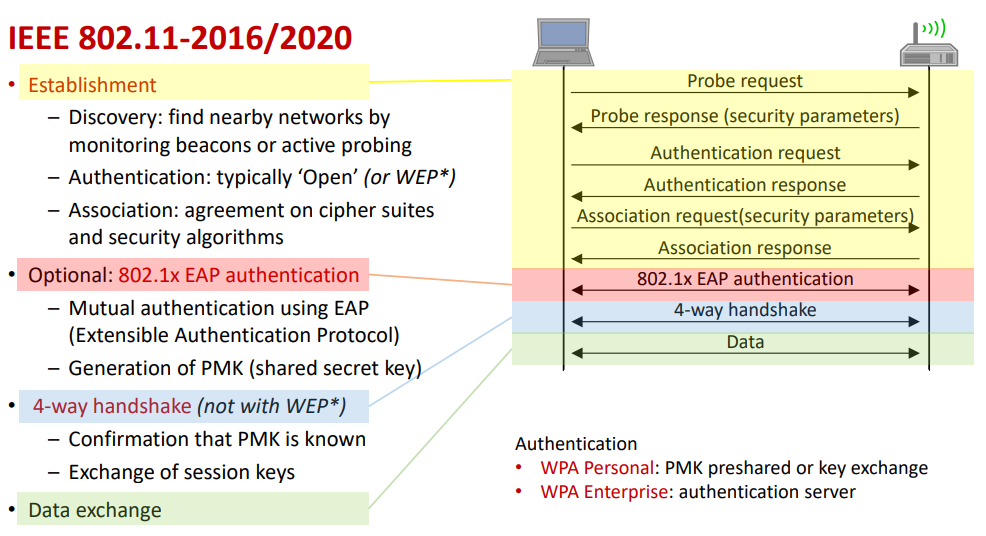 IEEE 802.11-2016/2020
• Establishment
– Discovery: find nearby networks by
monitoring beacons or active probing
– Authentication: typically ‘Open’ (or WEP*)
– Association: agreement on cipher suites
and security algorithms
• Optional: 802.1x EAP authentication
– Mutual authentication using EAP
(Extensible Authentication Protocol)
– Generation of PMK (shared secret key)
• 4-way handshake (not with WEP*)
– Confirmation that PMK is known
– Exchange of session keys
• Data exchange
Probe request
Probe response (security parameters)
Authentication request
Authentication response
Association request(security parameters)
Association response
802.1x EAP authentication
4-way handshake
Data
Authentication
• WPA Personal: PMK preshared or key exchange
• WPA Enterprise: authentication server